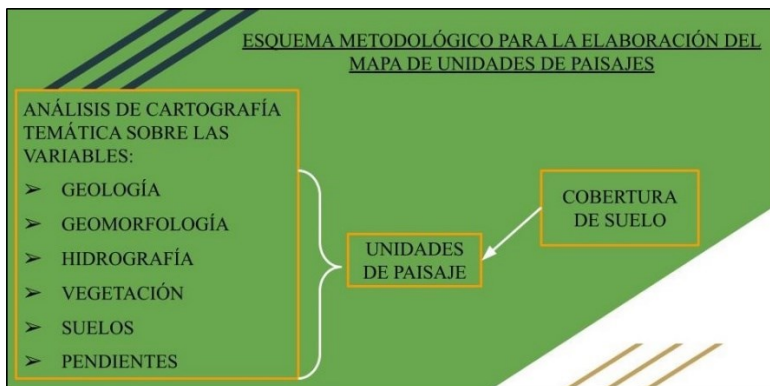 ESQUEMA METODOLÓGICO PARA LA ELABORACIÓN DEL
MAPA DE UNIDADES DE PAISAJES
ANÁLISIS DE CARTOGRAFÍA
TEMÁTICA SOBRE LAS
VARIABLES:
➢ GEOLOGÍA
➢ GEOMORFOLOGÍA
➢ HIDROGRAFÍA
➢ VEGETACIÓN
➢ SUELOS
➢ PENDIENTES
UNIDADES
DE PAISAJE
COBERTURA
DE SUELO